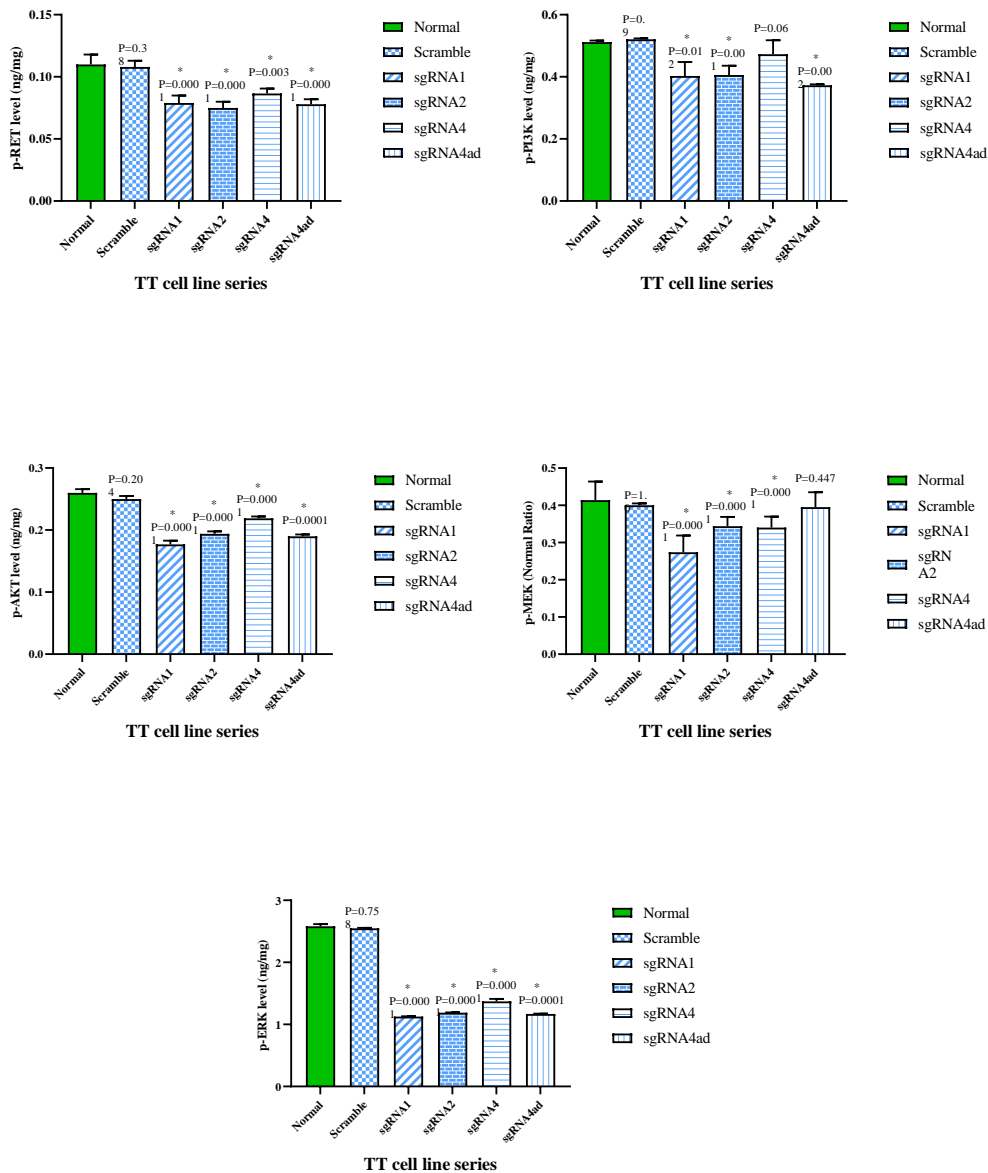 0.15
0.10
0.05
0.00
p-RET level (ng/mg)
P=0.3
8
*
P=0.000
1
*
P=0.000
1
*
P=0.003
*
P=0.000
1
Normal
Scramble
sgRNA1
sgRNA2
sgRNA4
sgRNA4ad
TT cell line series
Normal
Scramble
sgRNA1
sgRNA2
sgRNA4
sgRNA4ad
0.6
0.4
0.2
0.0
p-PI3K level (ng/mg)
P=0.
9
*
P=0.01
2
*
P=0.00
1
P=0.06
*
P=0.00
2
Normal
Scramble
sgRNA1
sgRNA2
sgRNA4
sgRNA4ad
TT cell line series
Normal
Scramble
sgRNA1
sgRNA2
sgRNA4
sgRNA4ad
0.3
0.2
0.1
0.0
p-AKT level (ng/mg)
P=0.20
4
*
P=0.000
1
*
P=0.000
1
*
P=0.000
1
*
P=0.0001
Normal
Scramble
sgRNA1
sgRNA2
sgRNA4
sgRNA4ad
TT cell line series
Normal
Scramble
sgRNA1
sgRNA2
sgRNA4
sgRNA4ad
0.5
0.4
0.3
0.2
0.1
0.0
p-MEK (Normal Ratio)
P=1.
*
P=0.000
1
*
P=0.000
1
*
P=0.000
1
P=0.447
Normal
Scramble
sgRNA1
sgRNA2
sgRNA4
sgRNA4ad
TT cell line series
Normal
Scramble
sgRNA1
sgRN
A2
sgRNA4
sgRNA4ad
3
2
1
0
p-ERK level (ng/mg)
P=0.75
8
*
P=0.000
1
*
P=0.000
1
*
P=0.000
1
*
P=0.0001
Normal
Scramble
sgRNA1
sgRNA2
sgRNA4
sgRNA4ad
TT cell line series
Normal
Scramble
sgRNA1
sgRNA2
sgRNA4
sgRNA4ad